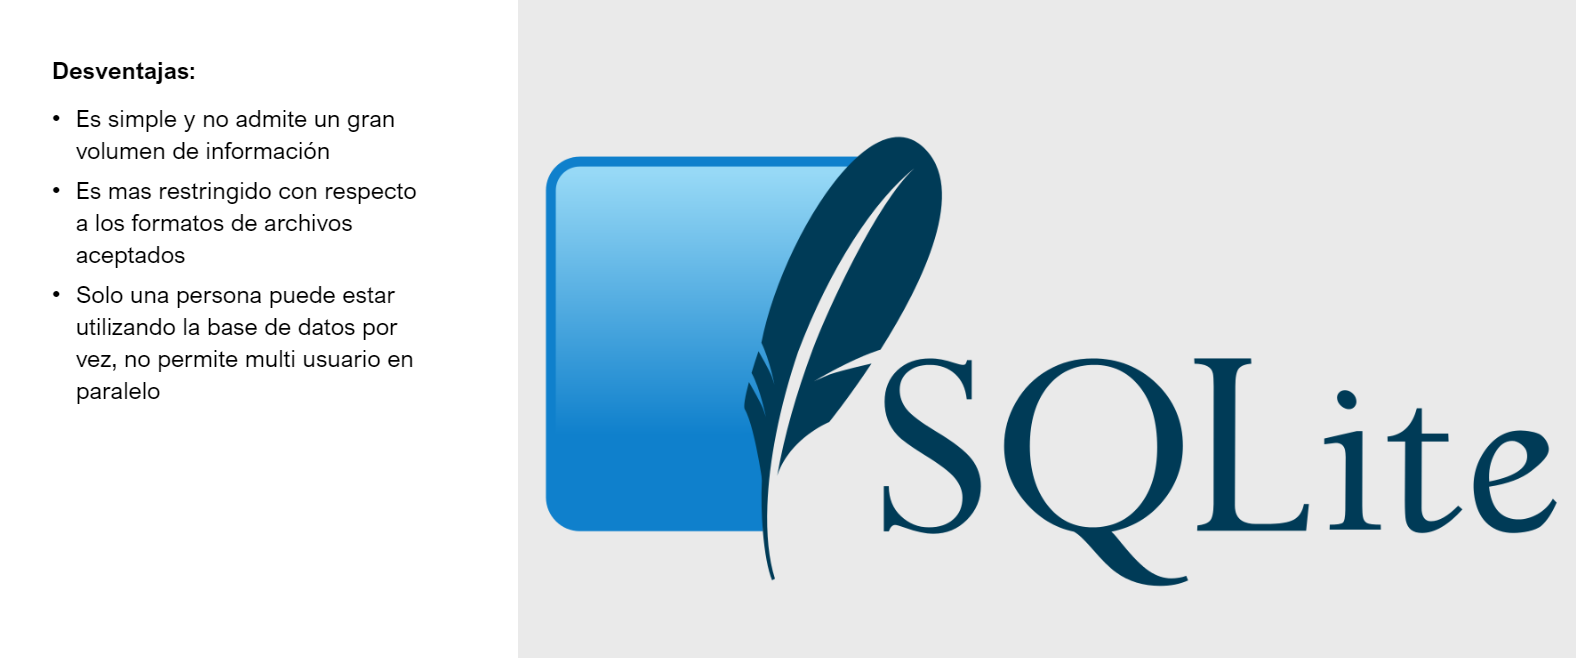 Desventajas:
• Es simple y no admite un gran
volumen de información
• Es mas restringido con respecto
a los formatos de archivos
aceptados
• Solo una persona puede estar
utilizando la base de datos por
vez, no permite multi usuario en
paralelo
SQLite